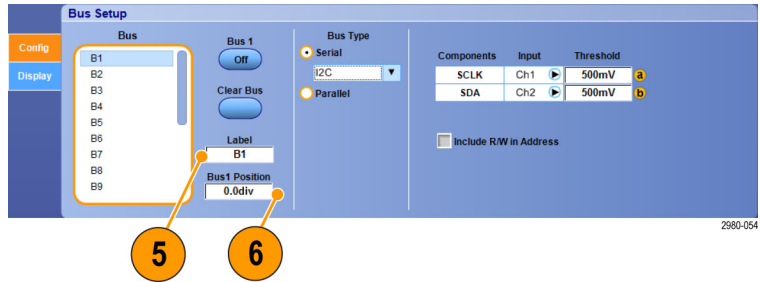 Bus Setup
Config
Display
Bus
B1
B2
B3
B4
B5
B6
B7
B8
B9
Bus 1
Off
Clear Bus
Label
B1
Bus1 Position
0.0div
Bus Type
Serial
I2C
Parallel
Components Input Threshold
SCLK Ch1 500mV a
SDA Ch2 500mV b
Include R/W in Address
5 6
2980-054